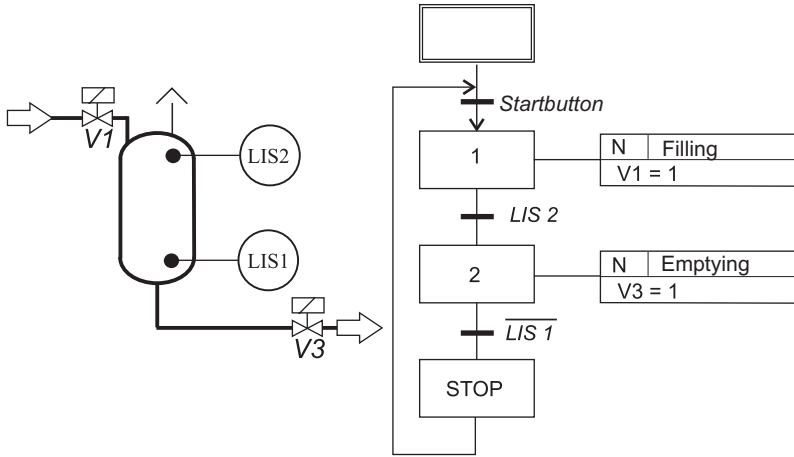 V1
LIS2
LIS1
V3
Startbutton
1
N Filling
V1 = 1
LIS 2
2
N Emptying
V3 = 1
LIS 1
STOP